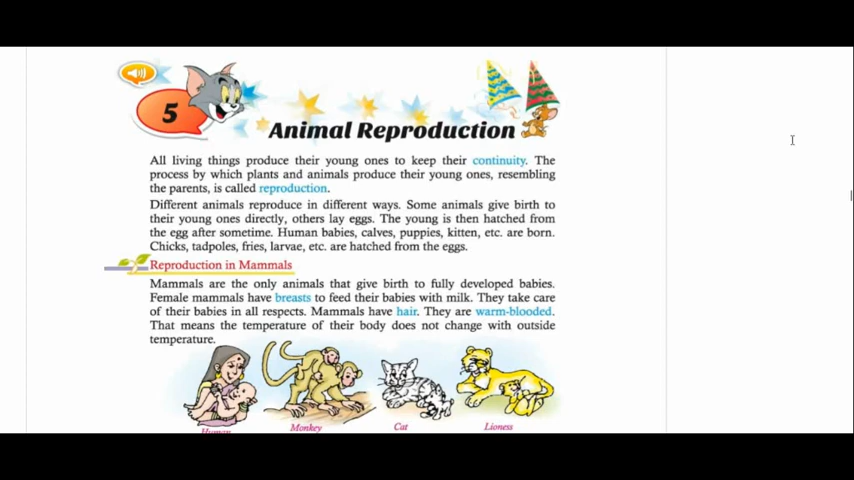 5
Animal Reproduction
All living things produce their young ones to keep their continuity. The
process by which plants and animals produce their young ones, resembling
the parents, is called reproduction.
Different animals reproduce in different ways. Some animals give birth to
their young ones directly, others lay eggs. The young is then hatched from
the egg after sometime. Human babies, calves, puppies, kitten, etc. are born.
Chicks, tadpoles, fries, larvae, etc. are hatched from the eggs.
Reproduction in Mammals
Mammals are the only animals that give birth to fully developed babies.
Female mammals have breasts to feed their babies with milk. They take care
of their babies in all respects. Mammals have hair. They are warm-blooded.
That means the temperature of their body does not change with outside
temperature.
Human Monkey Cat Lioness